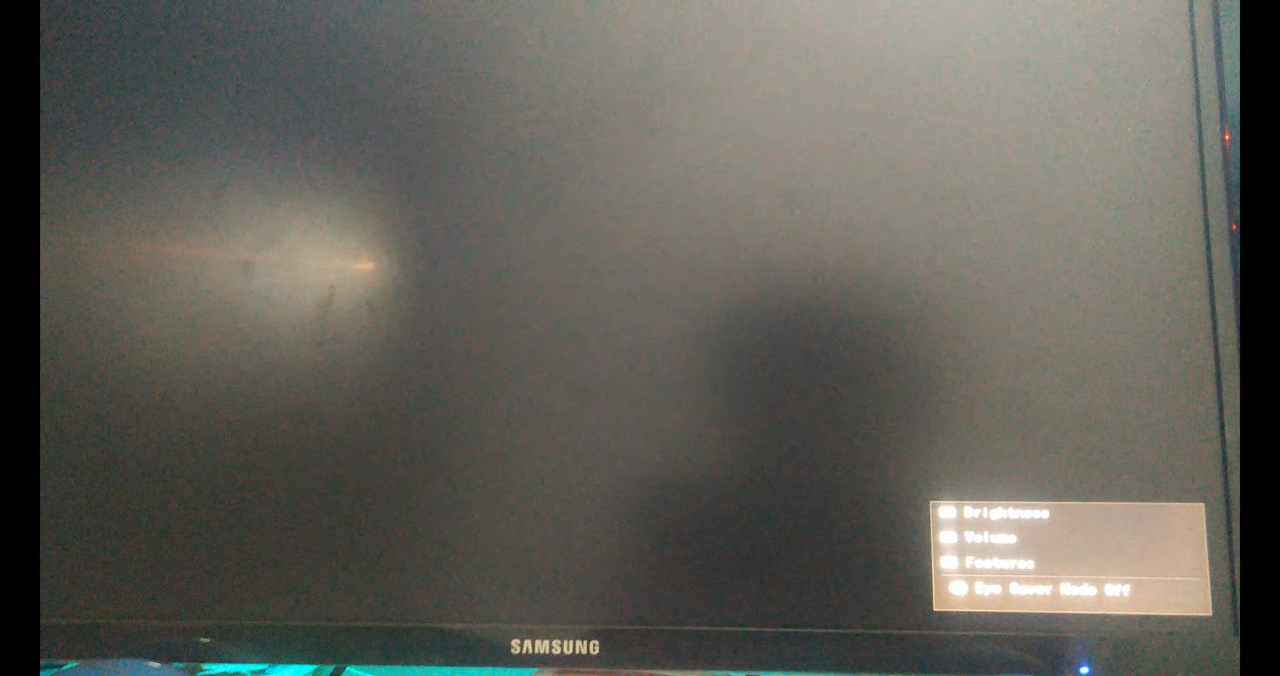 Brightness
Volume
Features
Eye Saver Mode Off
SAMSUNG